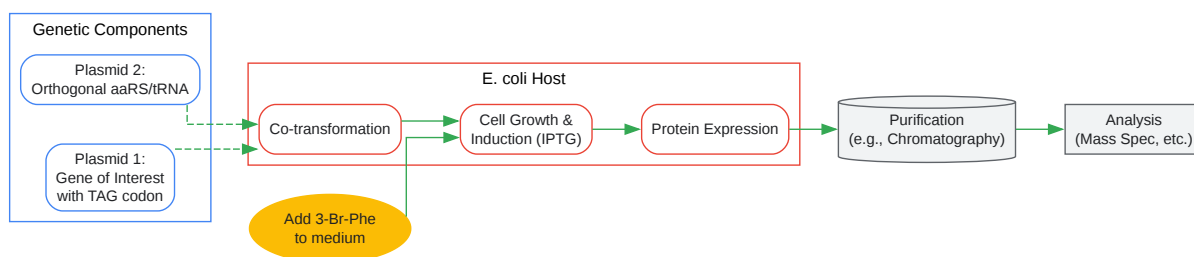 Genetic Components
Plasmid 2:
Orthogonal aaRS/tRNA
Plasmid 1:
Gene of Interest
with TAG codon
E. coli Host
Co-transformation
Cell Growth &
Induction (IPTG)
Protein Expression
Add 3-Br-Phe
to medium
Purification
(e.g., Chromatography)
Analysis
(Mass Spec, etc.)